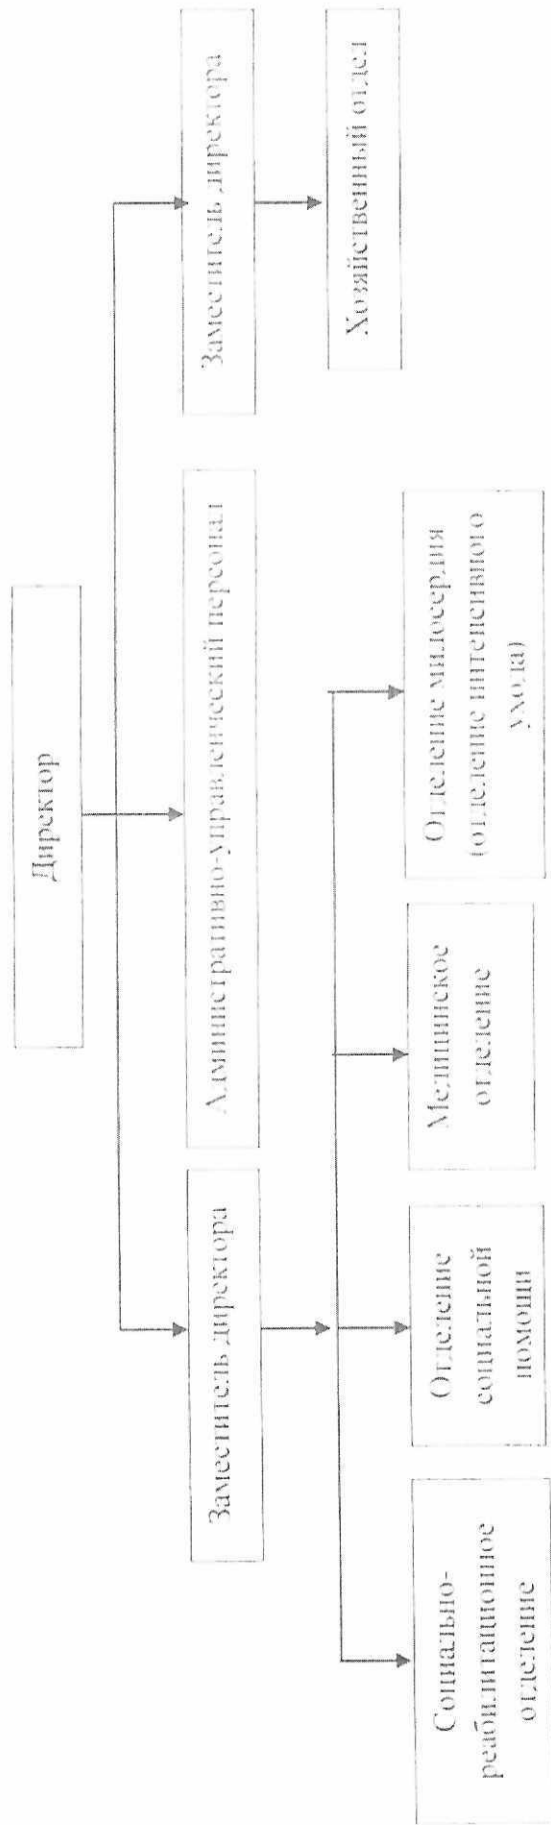 Директор
Заместитель директора
Административно-управленческий персонал
Заместитель директора
Социально-
реабилитационное
отделение
Отделение
социальной
помощи
Медицинское
отделение
Отделение милосердия
(отделение интенсивного
ухода)
Хозяйственный отдел